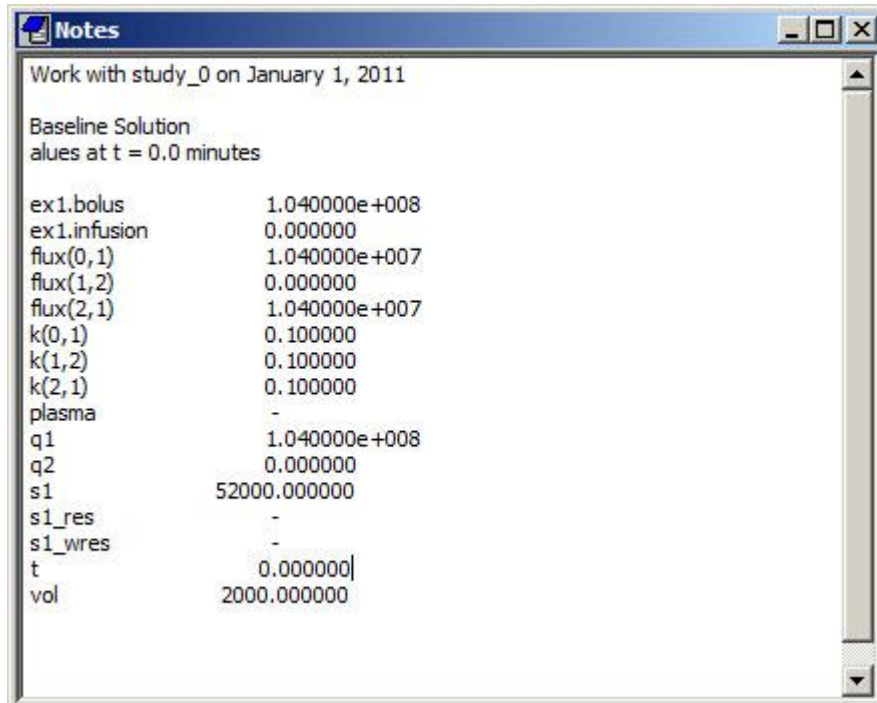 Notes
Work with study_0 on January 1, 2011
Baseline Solution
alues at t = 0.0 minutes
ex1.bolus 1.040000e+008
ex1.infusion 0.000000
flux(0,1) 1.040000e+007
flux(1,2) 0.000000
flux(2,1) 1.040000e+007
k(0,1) 0.100000
k(1,2) 0.100000
k(2,1) 0.100000
plasma -
q1 1.040000e+008
q2 0.000000
s1 52000.000000
s1_res -
s1_wres -
t 0.000000
vol 2000.000000